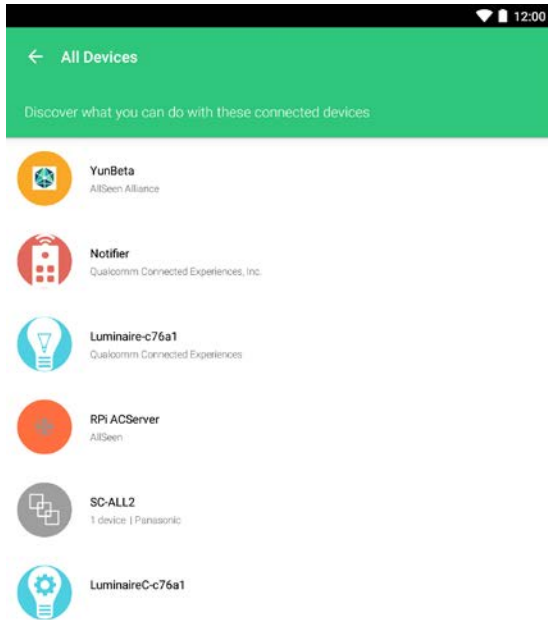 12:00
All Devices
Discover what you can do with these connected devices
YunBeta
AllSeen Alliance
Notifier
Qualcomm Connected Experiences, Inc.
Luminaire-c76a1
Qualcomm Connected Experiences
RPi ACServer
AllSeen
SC-ALL2
1 device | Panasonic
LuminaireC-c76a1